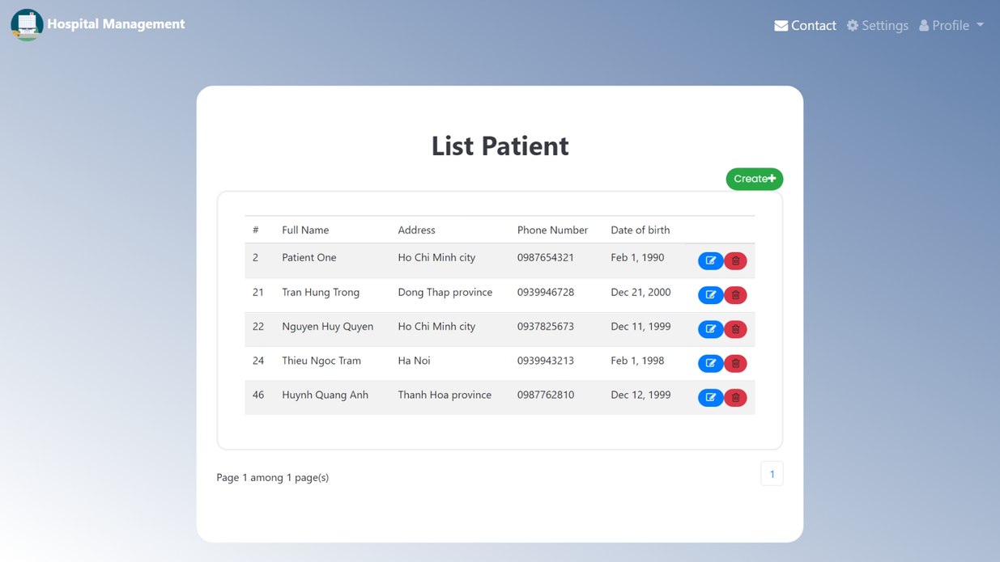 Hospital Management
Contact Settings Profile
List Patient
Create
# Full Name Address Phone Number Date of birth
2 Patient One Ho Chi Minh city 0987654321 Feb 1, 1990
21 Tran Hung Trong Dong Thap province 0939946728 Dec 21, 2000
22 Nguyen Huy Quyen Ho Chi Minh city 0937825673 Dec 11, 1999
24 Thieu Ngoc Tram Ha Noi 0939943213 Feb 1, 1998
46 Huynh Quang Anh Thanh Hoa province 0987762810 Dec 12, 1999
Page 1 among 1 page(s)
1